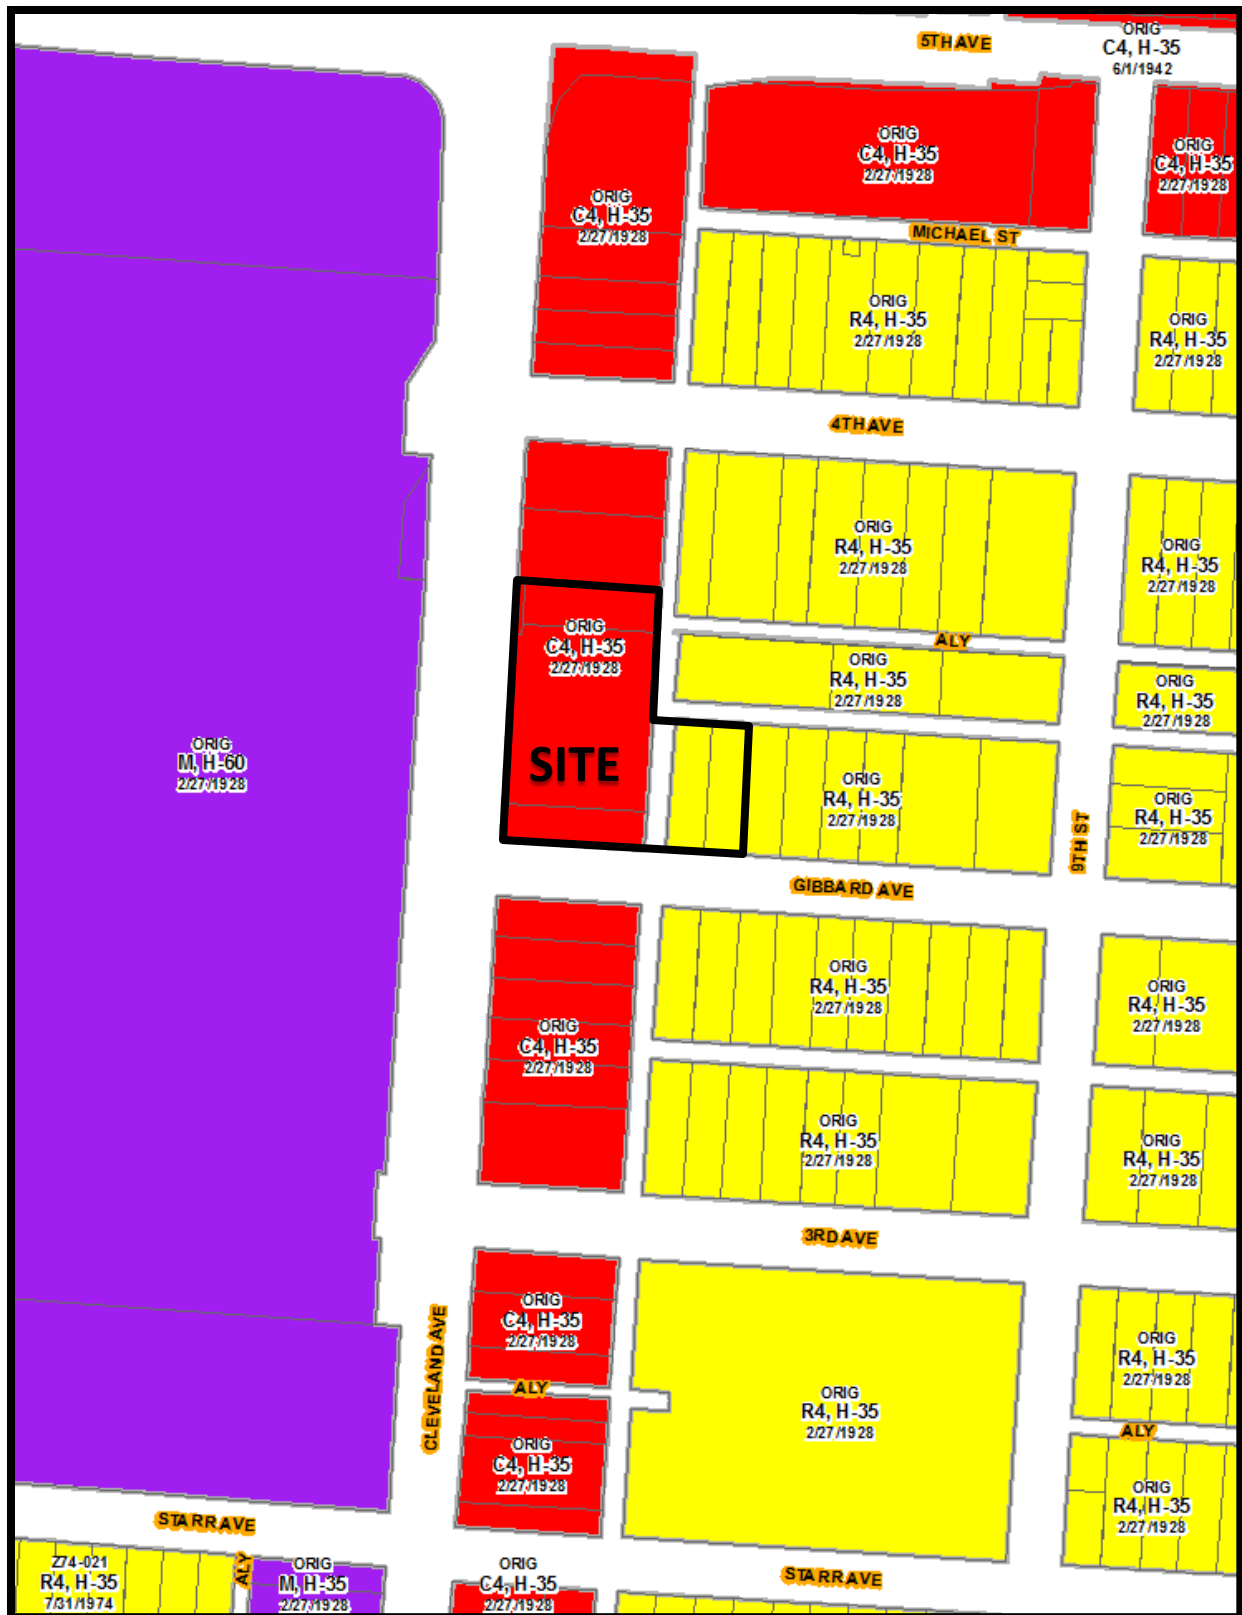 5TH AVE
ORIG
C4, H-35
6/1/1942
ORIG
C4, H-35
2/27/1928
ORIG
C4, H-35
2/27/1928
ORIG
C4, H-35
2/27/1928
MICHAEL ST
ORIG
R4, H-35
2/27/1928
ORIG
R4, H-35
2/27/1928
4TH AVE
ORIG
R4, H-35
2/27/1928
ORIG
R4, H-35
2/27/1928
ORIG
C4, H-35
2/27/1928
ALY
ORIG
R4, H-35
2/27/1928
ORIG
R4, H-35
2/27/1928
ORIG
M, H-60
2/27/1928
SITE
ORIG
R4, H-35
2/27/1928
ORIG
R4, H-35
2/27/1928
9TH ST
GIBBARD AVE
ORIG
R4, H-35
2/27/1928
ORIG
R4, H-35
2/27/1928
ORIG
C4, H-35
2/27/1928
ORIG
R4, H-35
2/27/1928
ORIG
R4, H-35
2/27/1928
3RD AVE
ORIG
C4, H-35
2/27/1928
CLEVELAND AVE
ORIG
R4, H-35
2/27/1928
ALY
ORIG
R4, H-35
2/27/1928
ALY
ORIG
C4, H-35
2/27/1928
ORIG
R4, H-35
2/27/1928
STARR AVE
STARR AVE
Z74-021
R4, H-35
7/31/1974
ALY
ORIG
M, H-35
2/27/1928
ORIG
C4, H-35
2/27/1928